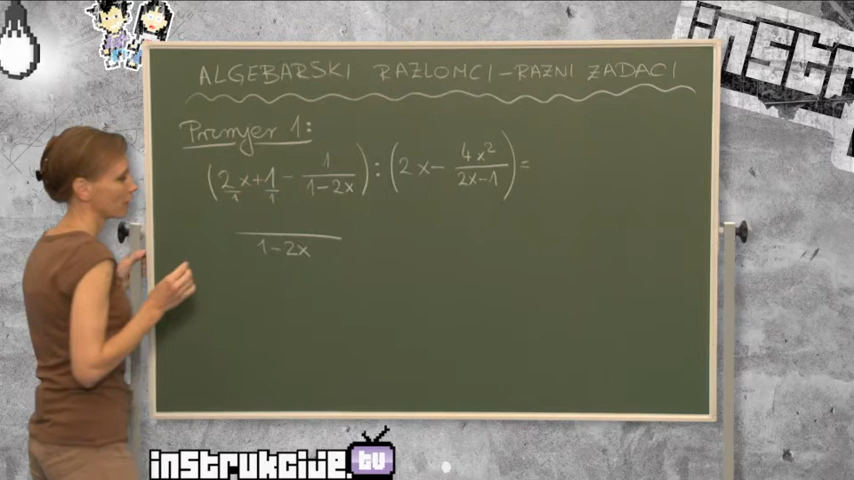 ALGEBARSKI RAZLOMCI - RAZNI ZADACI
Primjer 1:
(2x/1 + 1/1 - 1/(1-2x)) : (2x - 4x²/(2x-1)) =
1-2x
instrukcije.tv